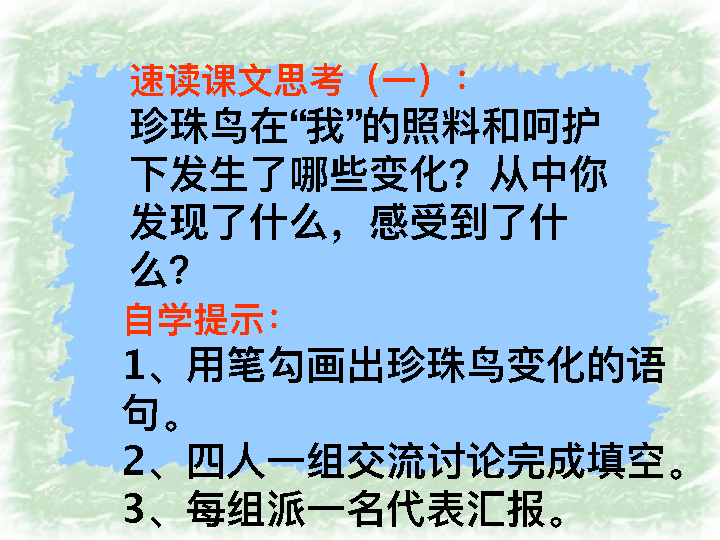 速读课文思考（一）：
珍珠鸟在“我”的照料和呵护
下发生了哪些变化？从中你
发现了什么，感受到了什
么？
自学提示：
1、用笔勾画出珍珠鸟变化的语
句。
2、四人一组交流讨论完成填空。
3、每组派一名代表汇报。